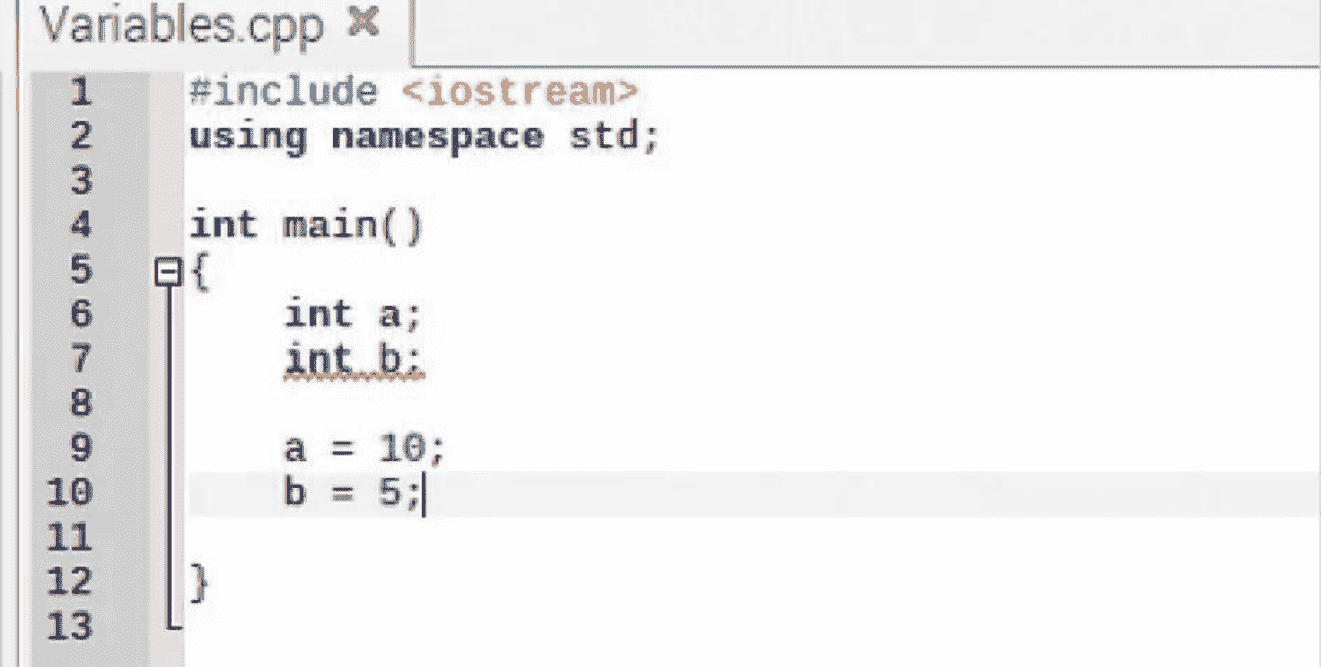 Variables.cpp ✖
1 #include <iostream>
2 using namespace std;
3
4 int main()
5 {
6     int a;
7     int b;
8
9     a = 10;
10     b = 5;
11
12 }
13